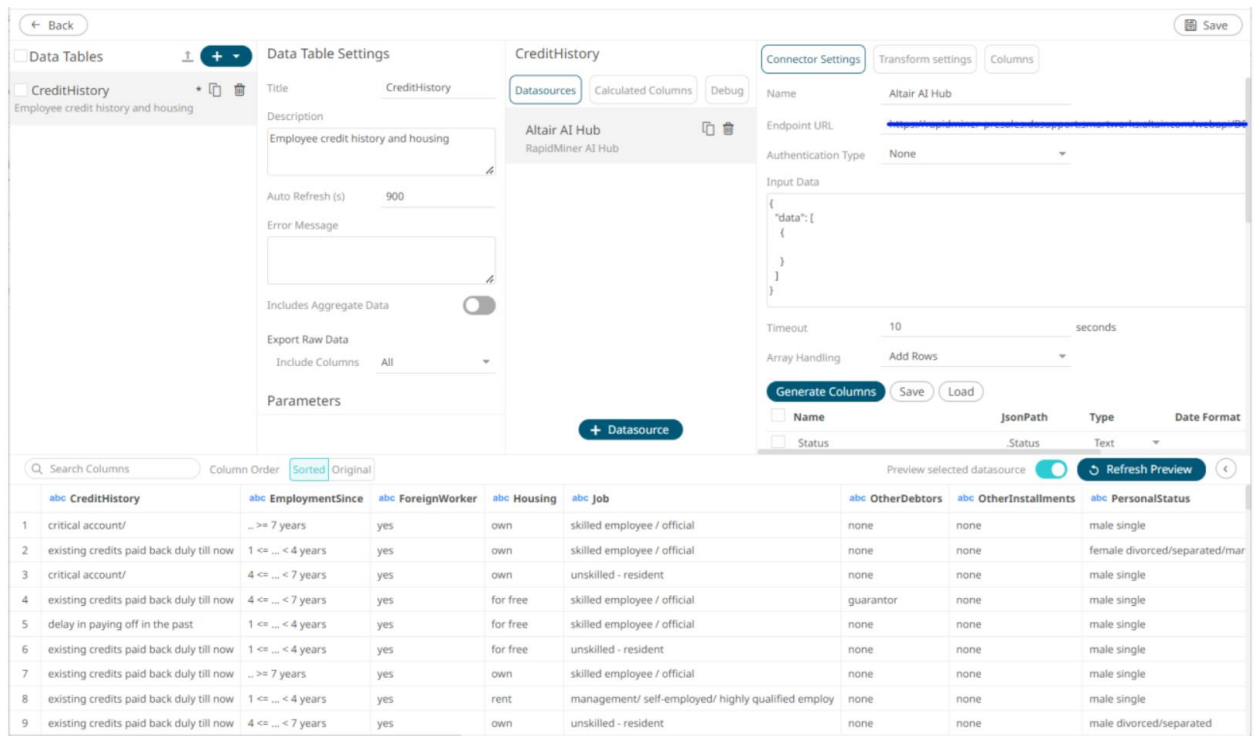 ← Back
Save
Data Tables
+
CreditHistory *
Employee credit history and housing
Data Table Settings
Title CreditHistory
Description
Employee credit history and housing
Auto Refresh (s) 900
Error Message
Includes Aggregate Data
Export Raw Data
Include Columns All
Parameters
CreditHistory
Datasources Calculated Columns Debug
Altair AI Hub
RapidMiner AI Hub
+ Datasource
Connector Settings Transform settings Columns
Name Altair AI Hub
Endpoint URL
Authentication Type None
Input Data
{
"data": [
{
}
]
}
Timeout 10 seconds
Array Handling Add Rows
Generate Columns Save Load
Name JsonPath Type Date Format
Status .Status Text
Search Columns Column Order Sorted Original Preview selected datasource Refresh Preview
abc CreditHistory abc EmploymentSince abc ForeignWorker abc Housing abc Job abc OtherDebtors abc OtherInstallments abc PersonalStatus
1 critical account/ .. >= 7 years yes own skilled employee / official none none male single
2 existing credits paid back duly till now 1 <= ... < 4 years yes own skilled employee / official none none female divorced/separated/mar
3 critical account/ 4 <= ... < 7 years yes own unskilled - resident none none male single
4 existing credits paid back duly till now 4 <= ... < 7 years yes for free skilled employee / official guarantor none male single
5 delay in paying off in the past 1 <= ... < 4 years yes for free skilled employee / official none none male single
6 existing credits paid back duly till now 1 <= ... < 4 years yes for free unskilled - resident none none male single
7 existing credits paid back duly till now .. >= 7 years yes own skilled employee / official none none male single
8 existing credits paid back duly till now 1 <= ... < 4 years yes rent management/ self-employed/ highly qualified employ none none male single
9 existing credits paid back duly till now 4 <= ... < 7 years yes own unskilled - resident none none male divorced/separated